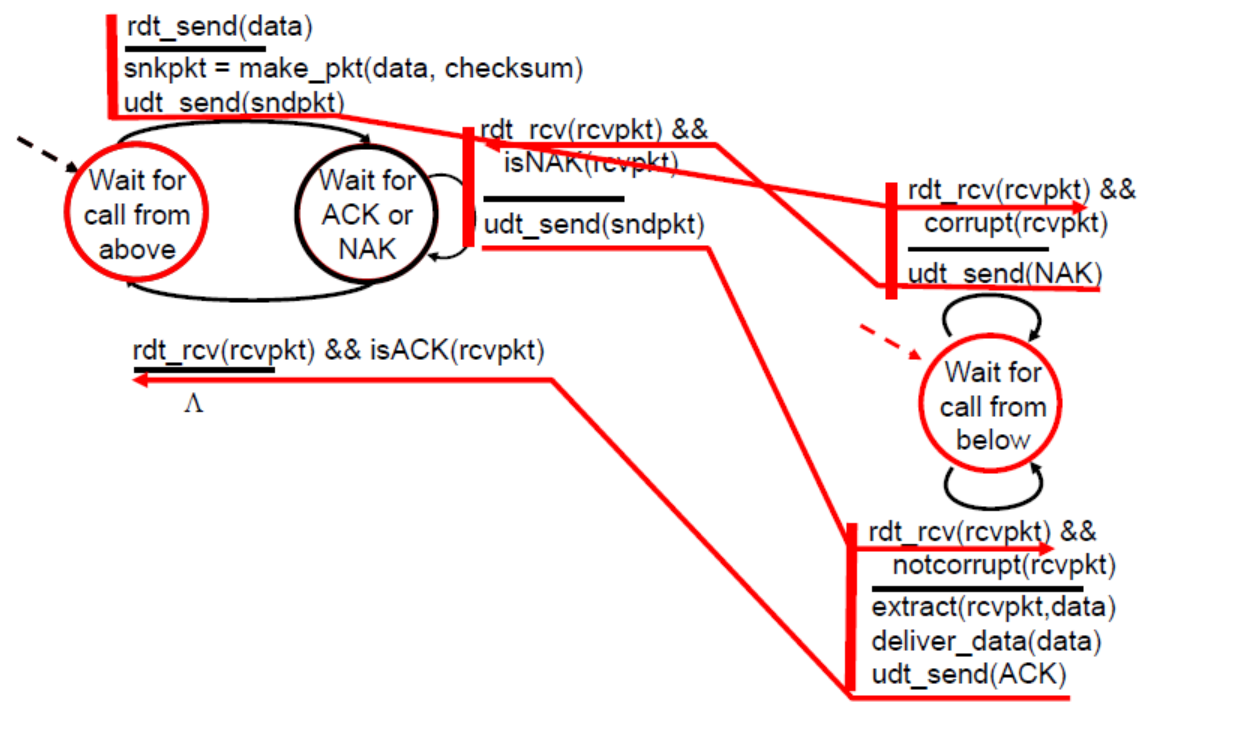 rdt_send(data)
snkpkt = make_pkt(data, checksum)
udt_send(sndpkt)
rdt_rcv(rcvpkt) &&
isNAK(rcvpkt)
udt_send(sndpkt)
Wait for
call from
above
Wait for
ACK or
NAK
rdt_rcv(rcvpkt) &&
corrupt(rcvpkt)
udt_send(NAK)
rdt_rcv(rcvpkt) && isACK(rcvpkt)
Λ
Wait for
call from
below
rdt_rcv(rcvpkt) &&
notcorrupt(rcvpkt)
extract(rcvpkt,data)
deliver_data(data)
udt_send(ACK)